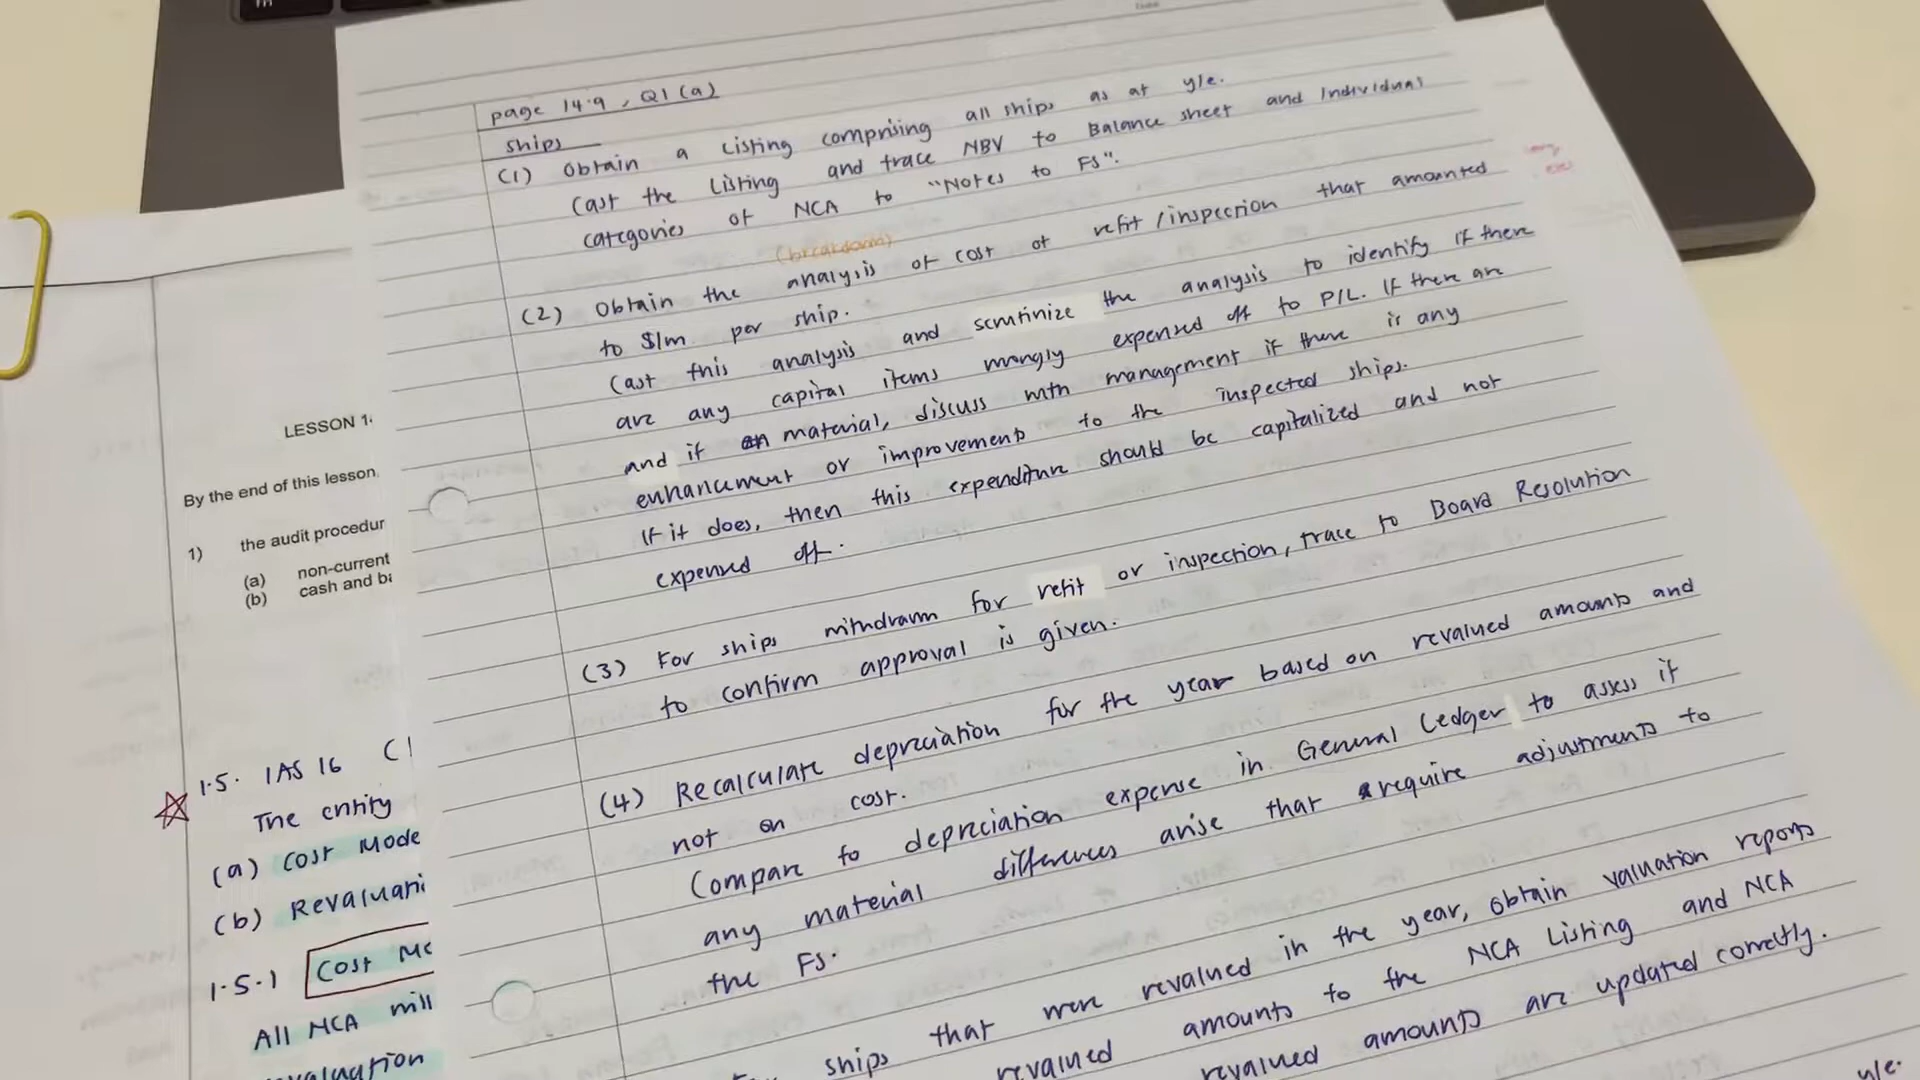 page 14.9, Q1(a)
ships
(1) Obtain a Listing comprising all ships as at y/e.
Cast the Listing and trace NBV to Balance sheet and Individual
categories of NCA to "Notes to FS".
(breakdown)
(2) Obtain the analysis of cost of refit/inspection that amounted
to $1m per ship.
Cast this analysis and scrutinize the analysis to identify if there
are any capital items wrongly expensed off to P/L. If there are
and if material, discuss with management if there is any
enhancement or improvements to the inspected ships.
If it does, then this expenditure should be capitalized and not
expensed off.
(3) For ships withdrawn for refit or inspection, trace to Board Resolution
to confirm approval is given.
(4) Recalculate depreciation for the year based on revalued amounts and
not on cost.
Compare to depreciation expense in General Ledger to assess if
any material differences arise that require adjustments to
the FS.
ships that were revalued in the year, obtain valuation reports
revalued amounts to the NCA Listing and NCA
revalued amounts are updated correctly.
y/e.
LESSON 1
By the end of this lesson
1) the audit procedur
(a) non-current
(b) cash and b
1.5. IAS 16 C
The entity
(a) Cost Mode
(b) Revaluati
1.5.1 Cost Mo
All NCA will
valuation